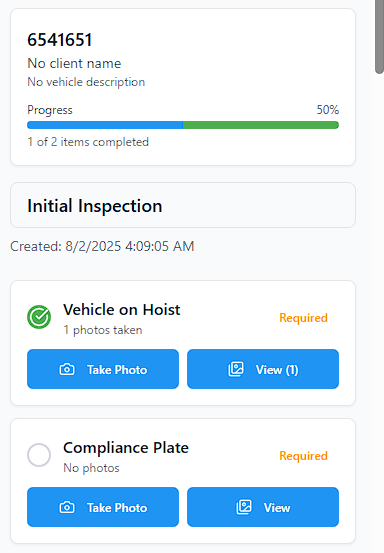 6541651
No client name
No vehicle description
Progress 50%
1 of 2 items completed
Initial Inspection
Created: 8/2/2025 4:09:05 AM
Vehicle on Hoist
Required
1 photos taken
Take Photo View (1)
Compliance Plate
Required
No photos
Take Photo View